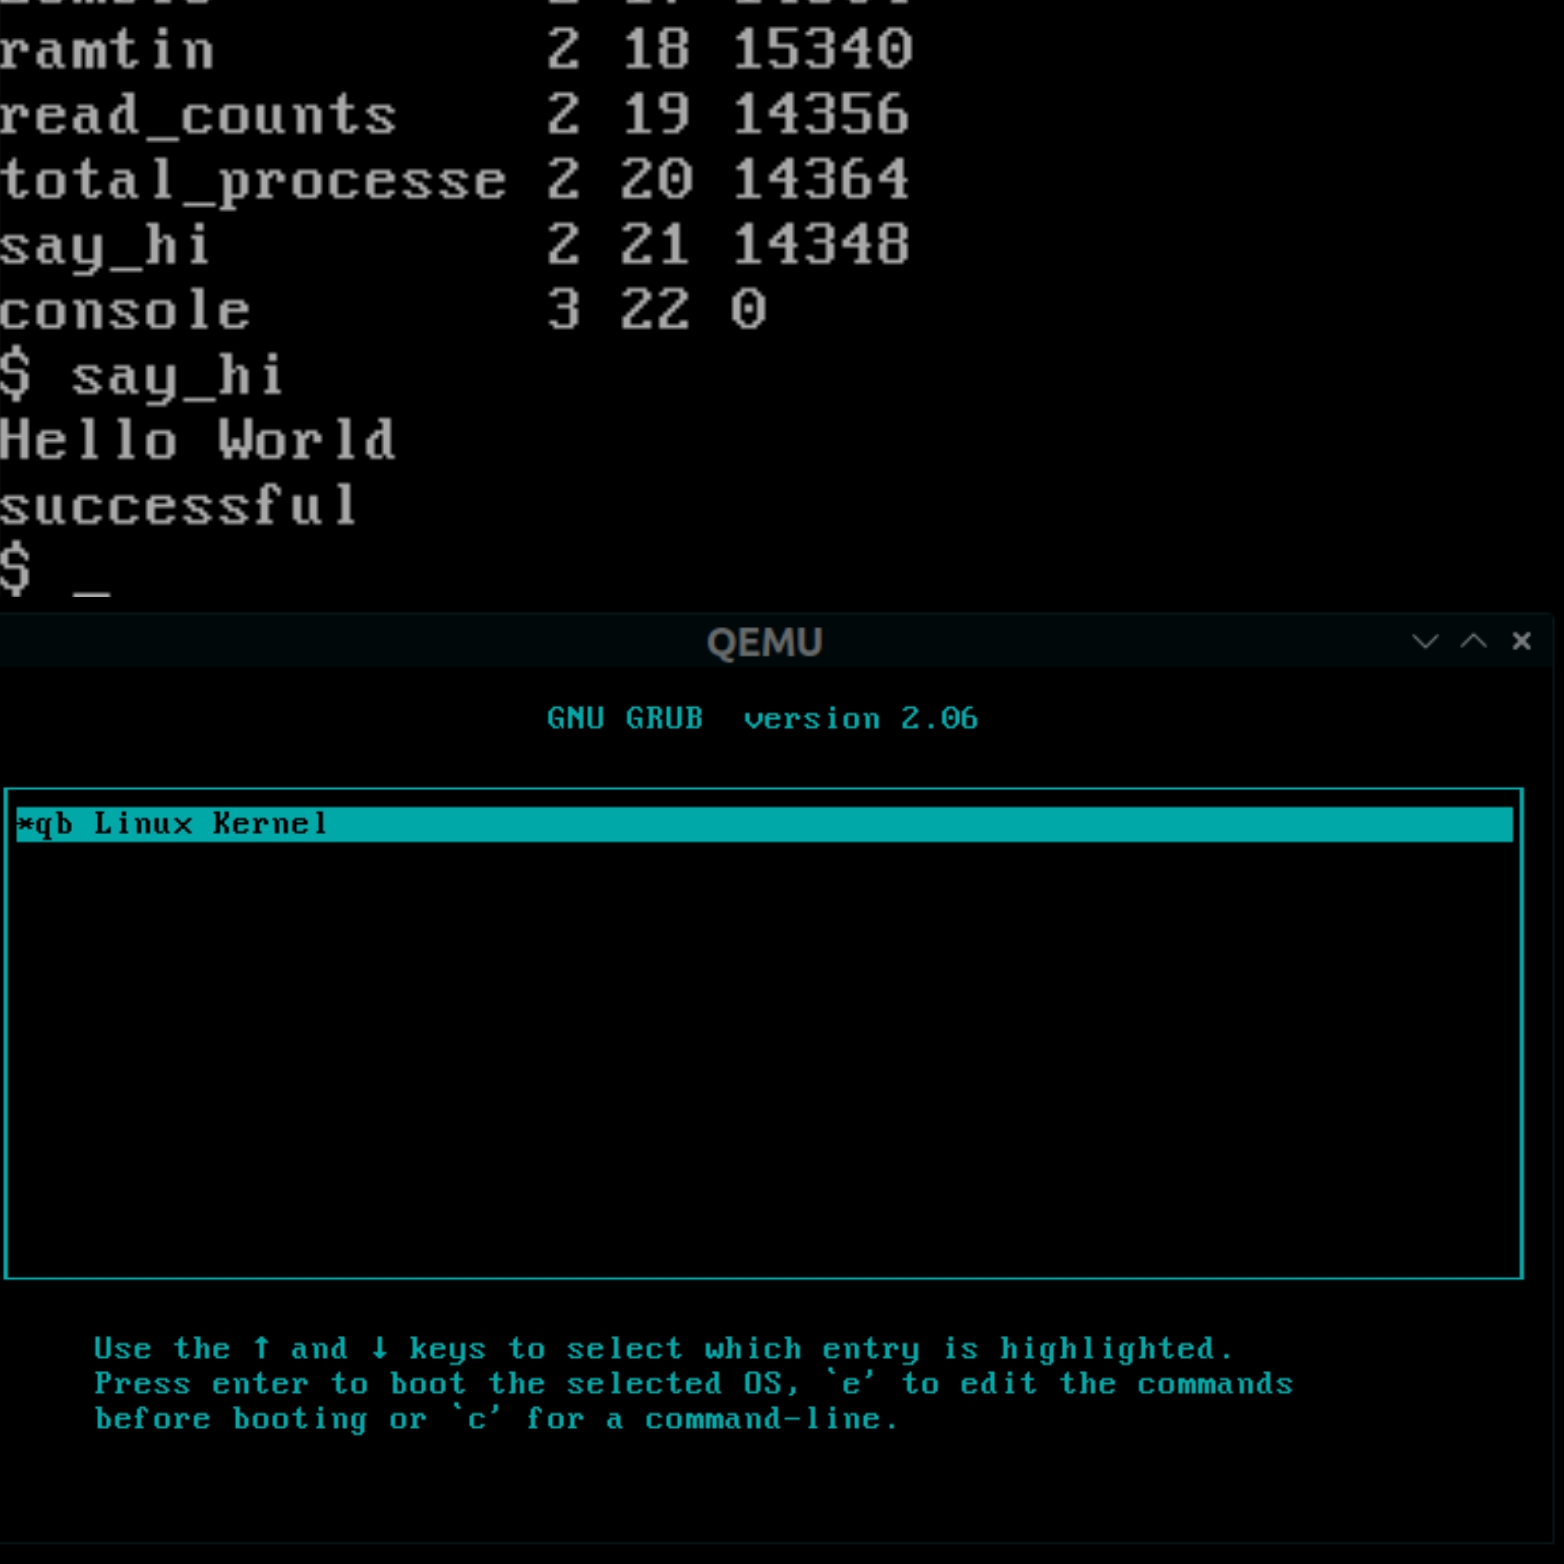 ramtin 2 18 15340
read_counts 2 19 14356
total_processe 2 20 14364
say_hi 2 21 14348
console 3 22 0
$ say_hi
Hello World
successful
$ _
QEMU
GNU GRUB version 2.06
*qb Linux Kernel
Use the ↑ and ↓ keys to select which entry is highlighted.
Press enter to boot the selected OS, `e' to edit the commands
before booting or `c' for a command-line.